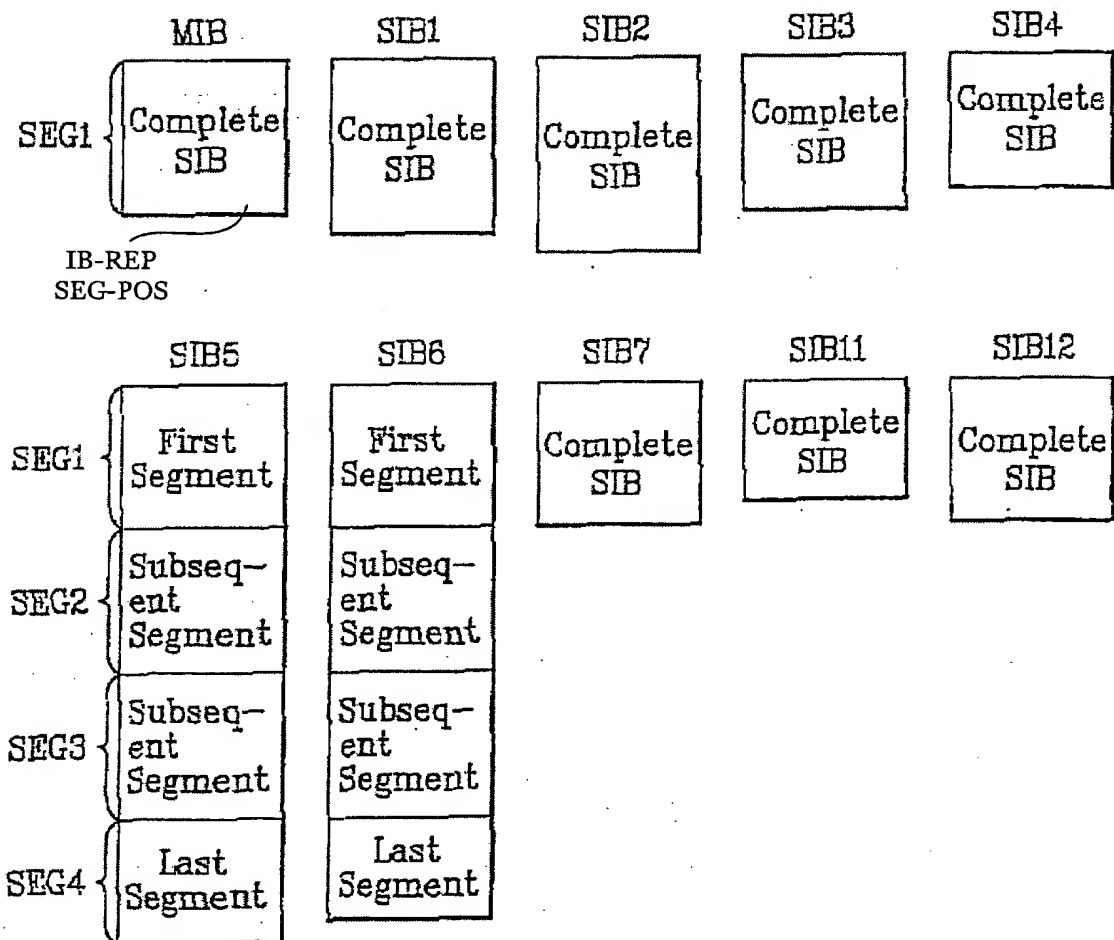 MIB SIB1 SIB2 SIB3 SIB4
SEG1
Complete
SIB
Complete
SIB
Complete
SIB
Complete
SIB
Complete
SIB
IB-REP
SEG-POS
SIB5 SIB6 SIB7 SIB11 SIB12
SEG1
First
Segment
First
Segment
Complete
SIB
Complete
SIB
Complete
SIB
SEG2
Subseq-
ent
Segment
Subseq-
ent
Segment
SEG3
Subseq-
ent
Segment
Subseq-
ent
Segment
SEG4
Last
Segment
Last
Segment